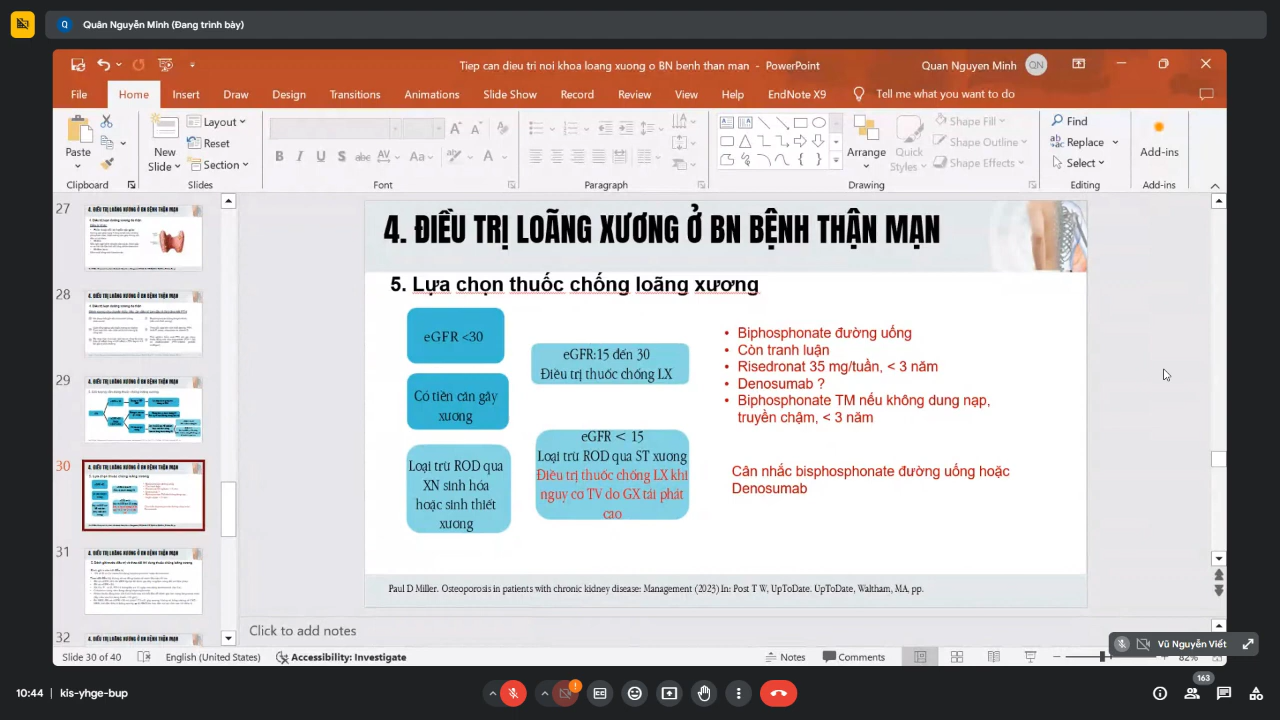 Quân Nguyễn Minh (Đang trình bày)
Tiep can dieu tri noi khoa loang xuong o BN benh than man - PowerPoint
Quan Nguyen Minh
QN
File
Home
Insert
Draw
Design
Transitions
Animations
Slide Show
Record
Review
View
Help
EndNote X9
Tell me what you want to do
Paste
New
Slide
Layout
Reset
Section
Arrange
Quick
Styles
Shape Fill
Shape Outline
Shape Effects
Find
Replace
Select
Add-ins
Clipboard
Slides
Font
Paragraph
Drawing
Editing
Add-ins
27
28
29
30
31
32
4. ĐIỀU TRỊ LOÃNG XƯƠNG Ở BN BỆNH THẬN MẠN
5. Lựa chọn thuốc chống loãng xương
eGFR <30
Có tiền căn gãy
xương
Loại trừ ROD qua
XN sinh hóa
hoặc sinh thiết
xương
eGFR:15 đến 30
Điều trị thuốc chống LX
eGFR < 15
Loại trừ ROD qua ST xương
Điều trị thuốc chống LX khi
nguy cơ TV do GX tái phát
cao
• Biphosphonate đường uống
• Còn tranh luận
• Risedronat 35 mg/tuần, < 3 năm
• Denosumab ?
• Biphosphonate TM nếu không dung nạp,
truyền chậm, < 3 năm
Cân nhắc bisphosphonate đường uống hoặc
Denosumab
Miller. Osteoporosis in patients with chronic kidney disease: Management (2023) In: Post, T W, UpToDate Waltham, MA. pp.
Click to add notes
Slide 30 of 40
English (United States)
Accessibility: Investigate
Notes
Comments
82%
Vũ Nguyễn Viết
10:44 | kis-yhge-bup
163